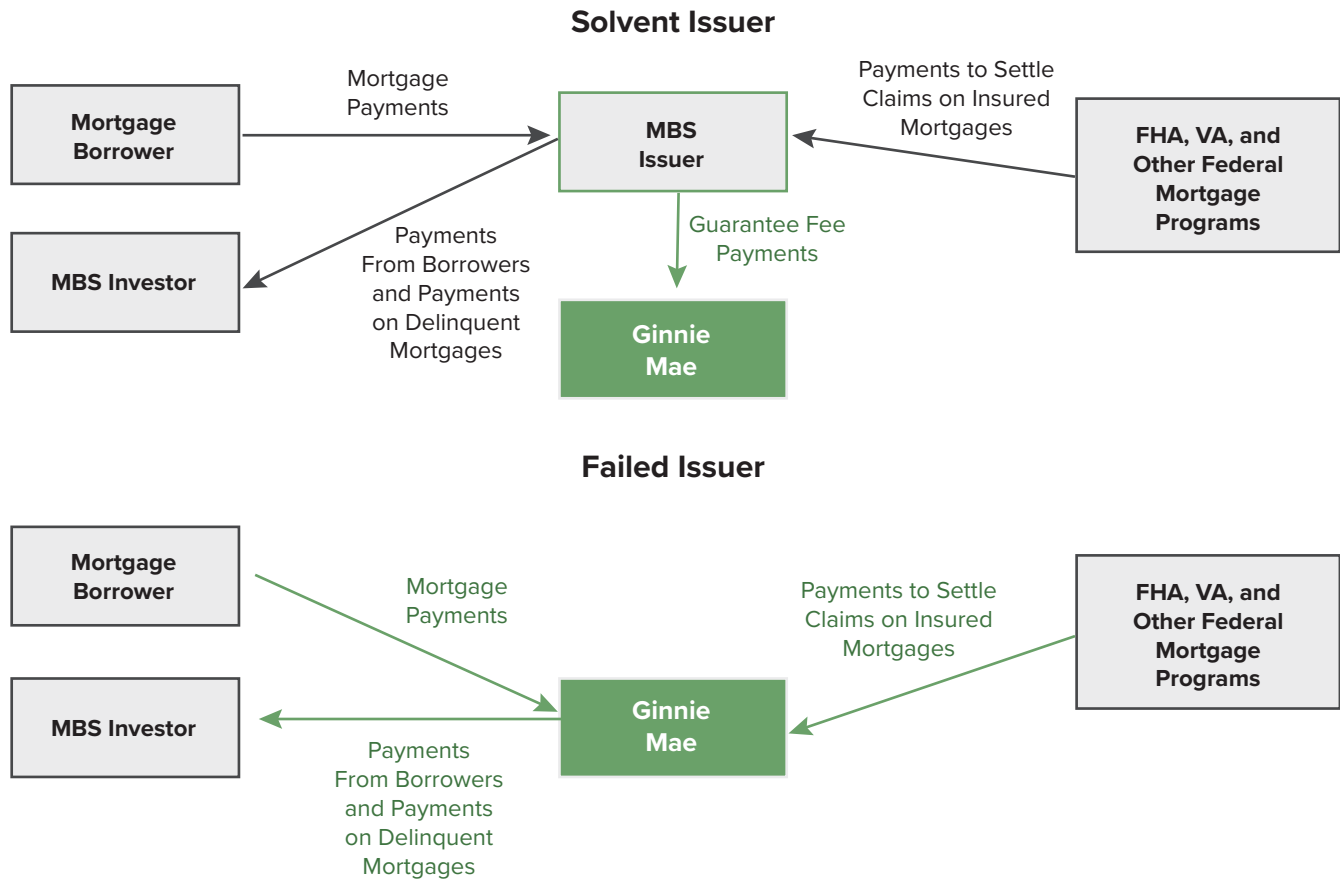 Solvent Issuer
Mortgage
Borrower
Mortgage
Payments
MBS
Issuer
Payments to Settle
Claims on Insured
Mortgages
FHA, VA, and
Other Federal
Mortgage
Programs
MBS Investor
Payments
From Borrowers
and Payments
on Delinquent
Mortgages
Guarantee Fee
Payments
Ginnie
Mae
Failed Issuer
Mortgage
Borrower
Mortgage
Payments
Payments to Settle
Claims on Insured
Mortgages
FHA, VA, and
Other Federal
Mortgage
Programs
MBS Investor
Ginnie
Mae
Payments
From Borrowers
and Payments
on Delinquent
Mortgages